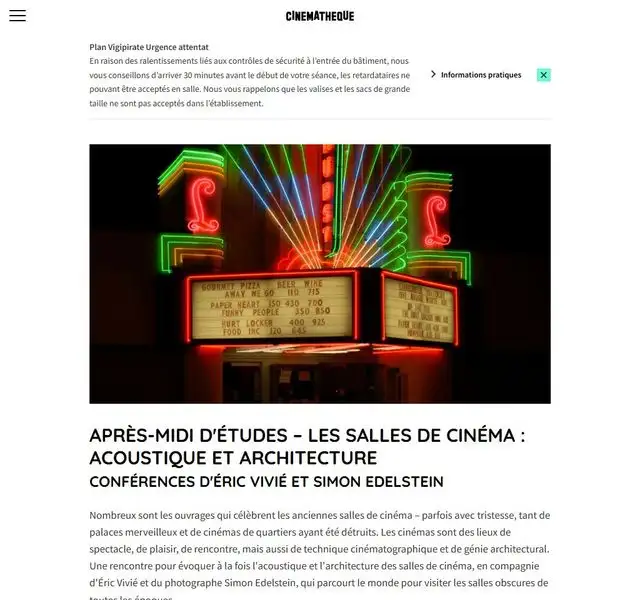 CINEMATHEQUE
Plan Vigipirate Urgence attentat
En raison des ralentissements liés aux contrôles de sécurité à l'entrée du bâtiment, nous
vous conseillons d'arriver 30 minutes avant le début de votre séance, les retardataires ne
pouvant être acceptés en salle. Nous vous rappelons que les valises et les sacs de grande
taille ne sont pas acceptés dans l'établissement.
Informations pratiques
GOURMET PIZZA BEER WINE
AWAY WE GO 110 715
PAPER HEART 150 430 700
FUNNY PEOPLE 350 850
HURT LOCKER 400 925
FOOD INC 120 645
APRÈS-MIDI D'ÉTUDES – LES SALLES DE CINÉMA :
ACOUSTIQUE ET ARCHITECTURE
CONFÉRENCES D'ÉRIC VIVIÉ ET SIMON EDELSTEIN
Nombreux sont les ouvrages qui célèbrent les anciennes salles de cinéma – parfois avec tristesse, tant de
palaces merveilleux et de cinémas de quartiers ayant été détruits. Les cinémas sont des lieux de
spectacle, de plaisir, de rencontre, mais aussi de technique cinématographique et de génie architectural.
Une rencontre pour évoquer à la fois l'acoustique et l'architecture des salles de cinéma, en compagnie
d'Éric Vivié et du photographe Simon Edelstein, qui parcourt le monde pour visiter les salles obscures de
toutes les époques.